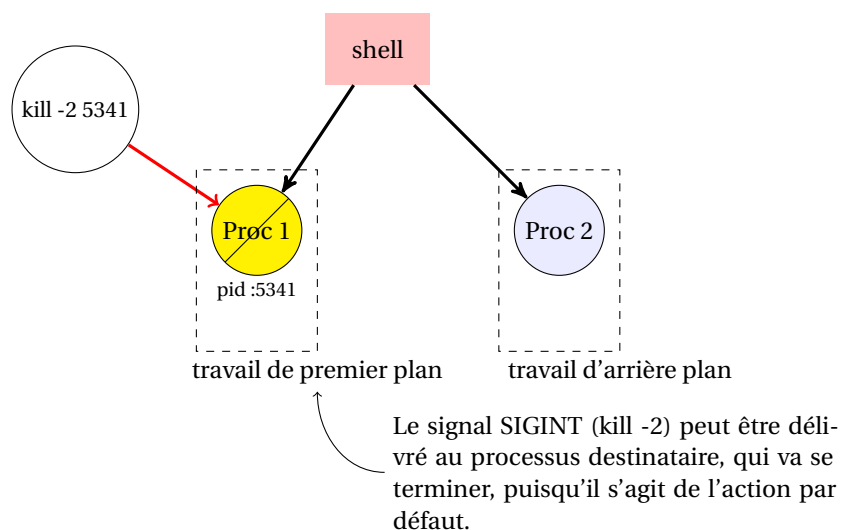 shell
kill -2 5341
Proc 1
Proc 2
pid :5341
travail de premier plan
travail d'arrière plan
Le signal SIGINT (kill -2) peut être déli-
vré au processus destinataire, qui va se
terminer, puisqu'il s'agit de l'action par
défaut.